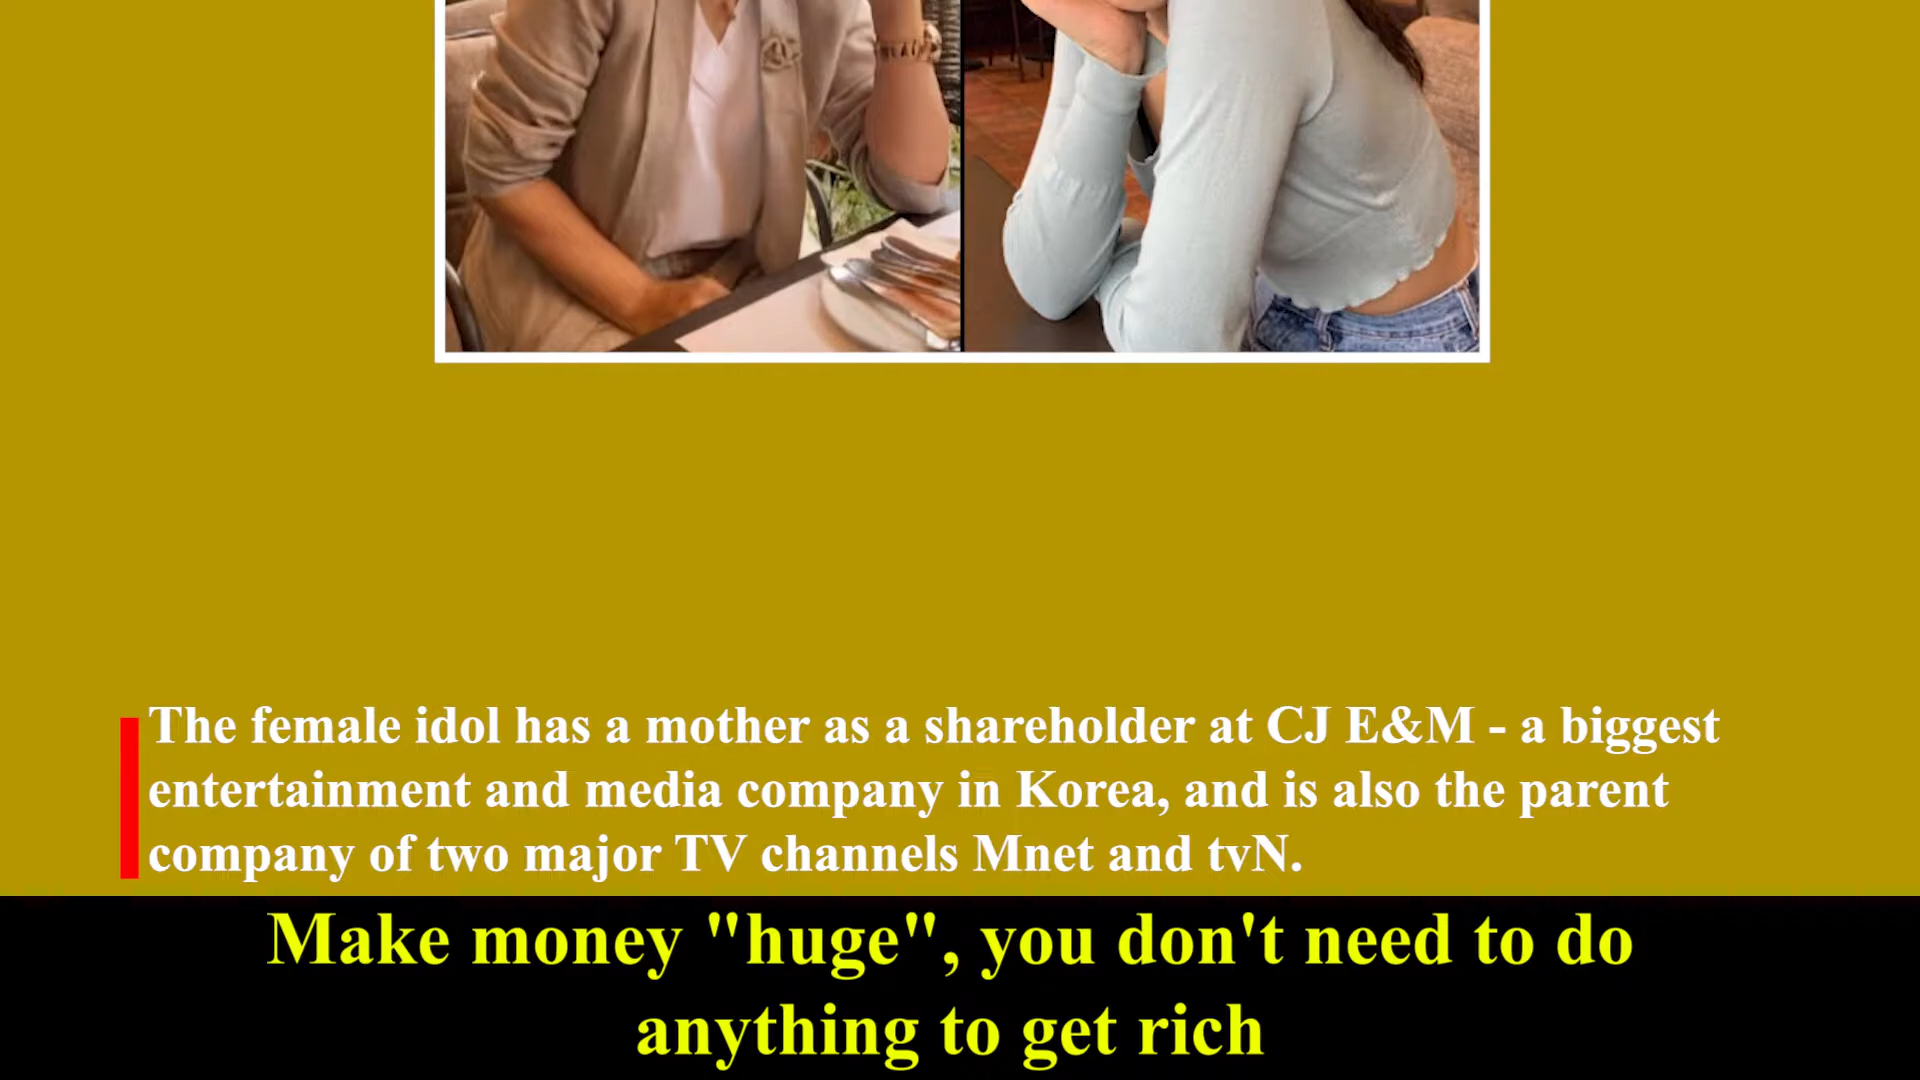 The female idol has a mother as a shareholder at CJ E&M - a biggest
entertainment and media company in Korea, and is also the parent
company of two major TV channels Mnet and tvN.
Make money "huge", you don't need to do
anything to get rich